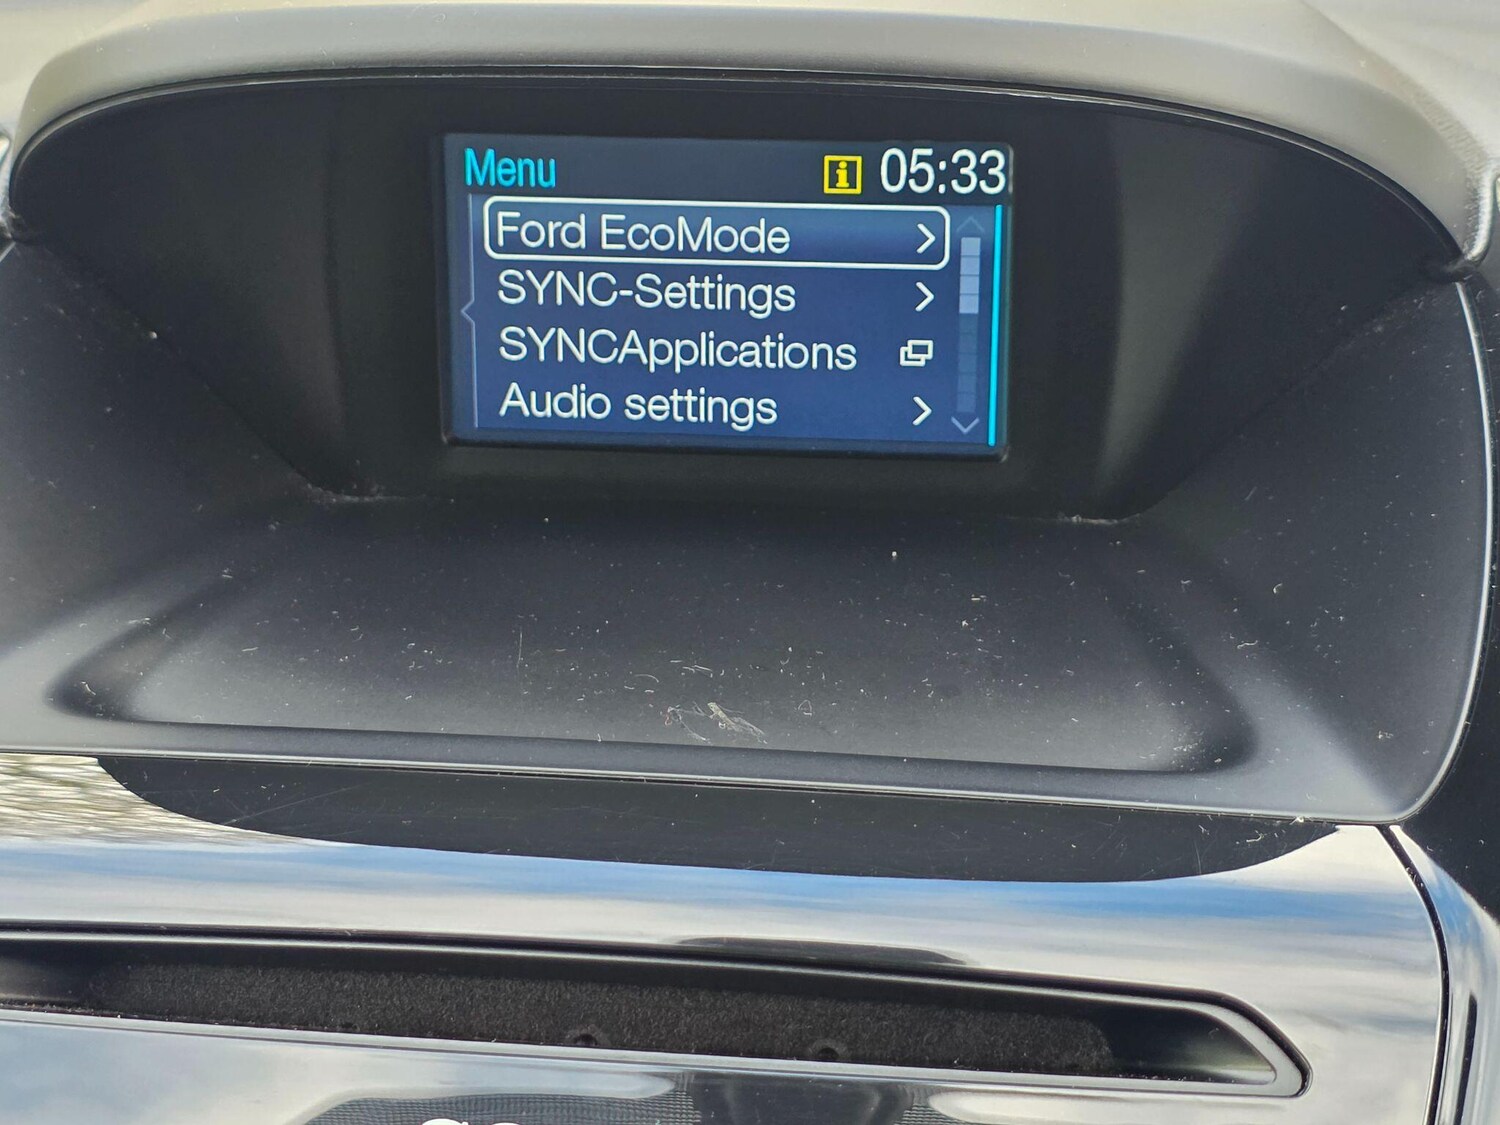 Menu i 05:33
Ford EcoMode
SYNC-Settings
SYNCApplications
Audio settings